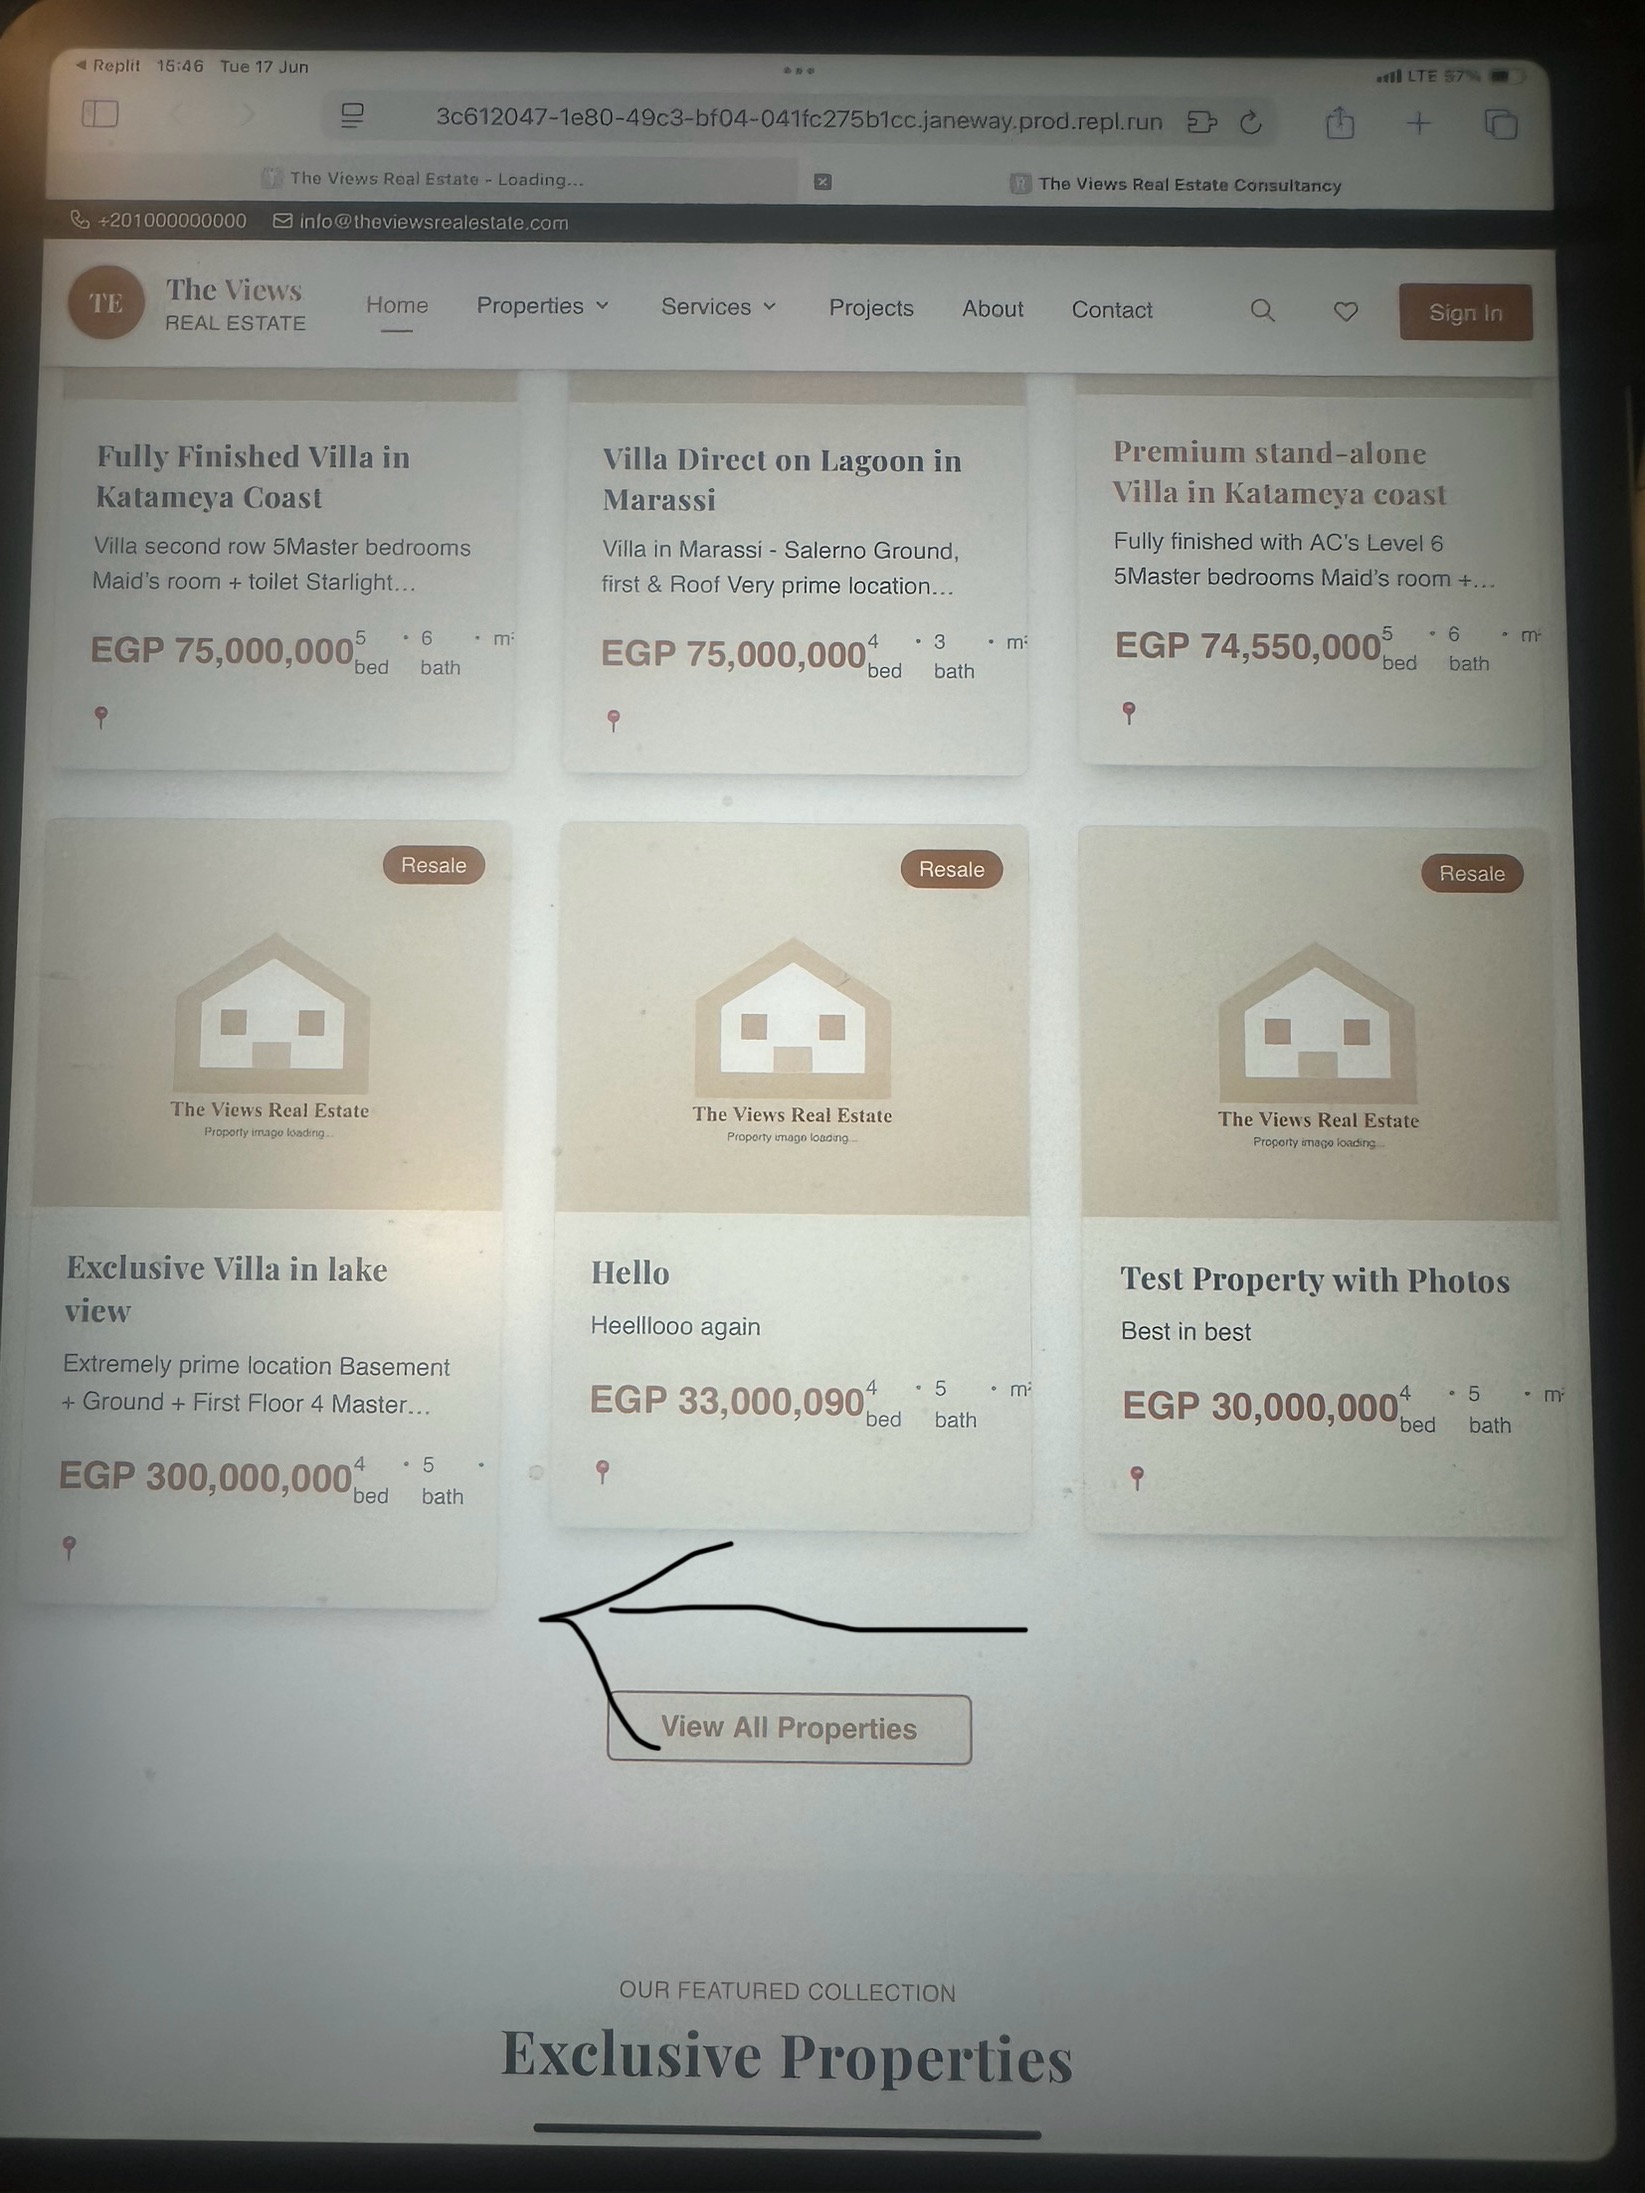 Replit 15:46 Tue 17 Jun
LTE 57%
3c612047-1e80-49c3-bf04-041fc275b1cc.janeway.prod.repl.run
The Views Real Estate - Loading...
The Views Real Estate Consultancy
+201000000000 info@theviewsrealestate.com
TE
The Views
REAL ESTATE
Home Properties Services Projects About Contact Sign In
Fully Finished Villa in
Katameya Coast
Villa second row 5Master bedrooms
Maid's room + toilet Starlight...
EGP 75,000,000 5 bed • 6 bath • m²
Villa Direct on Lagoon in
Marassi
Villa in Marassi - Salerno Ground,
first & Roof Very prime location...
EGP 75,000,000 4 bed • 3 bath • m²
Premium stand-alone
Villa in Katameya coast
Fully finished with AC's Level 6
5Master bedrooms Maid's room +...
EGP 74,550,000 5 bed • 6 bath • m²
Resale
The Views Real Estate
Property image loading...
Exclusive Villa in lake
view
Extremely prime location Basement
+ Ground + First Floor 4 Master...
EGP 300,000,000 4 bed • 5 bath •
Resale
The Views Real Estate
Property image loading...
Hello
Heelllooo again
EGP 33,000,090 4 bed • 5 bath • m²
Resale
The Views Real Estate
Property image loading...
Test Property with Photos
Best in best
EGP 30,000,000 4 bed • 5 bath • m²
View All Properties
OUR FEATURED COLLECTION
Exclusive Properties